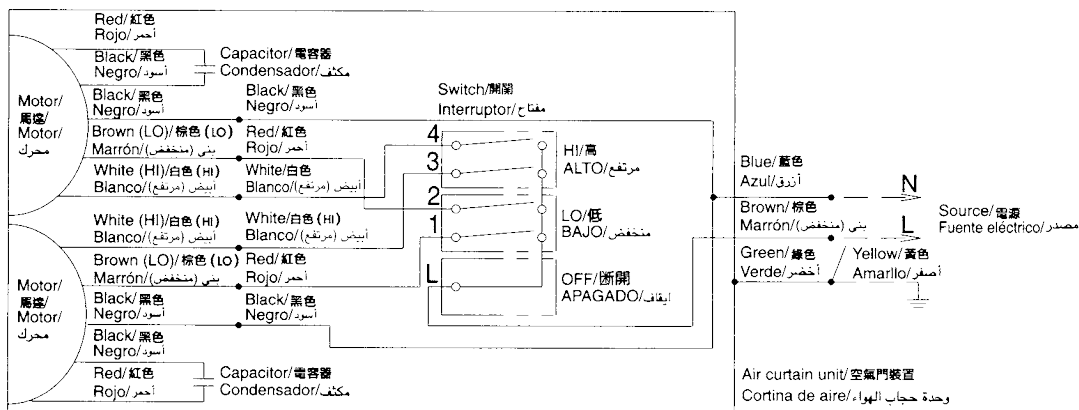 Red/紅色
Rojo/أحمر
Black/黑色
Negro/أسود
Capacitor/電容器
Condensador/مكثف
Motor/
馬達/
Motor/
محرك
Black/黑色
Negro/أسود
Black/黑色
Negro/أسود
Brown (LO)/棕色 (LO)
Marrón/بني (منخفض)
Red/紅色
Rojo/أحمر
White (HI)/白色 (HI)
Blanco/أبيض (مرتفع)
White/白色
Blanco/أبيض (مرتفع)
Switch/開關
Interruptor/مفتاح
4
3
2
1
L
HI/高
ALTO/مرتفع
LO/低
BAJO/منخفض
OFF/断開
APAGADO/ايقاف
White (HI)/白色 (HI)
Blanco/أبيض (مرتفع)
White/白色 (HI)
Blanco/أبيض (مرتفع)
Motor/
馬達/
Motor/
محرك
Brown (LO)/棕色 (LO)
Marrón/بني (منخفض)
Red/紅色
Rojo/أحمر
Black/黑色
Negro/أسود
Black/黑色
Negro/أسود
Black/黑色
Negro/أسود
Red/紅色
Rojo/أحمر
Capacitor/電容器
Condensador/مكثف
Blue/藍色
Azul/أزرق
N
Brown/棕色
Marrón/بني (منخفض)
L
Source/電源
Fuente eléctrico/مصدر
Green/綠色
Verde/أخضر
Yellow/黃色
Amarllo/أصفر
Air curtain unit/空氣門裝置
Cortina de aire/وحدة حجاب الهواء